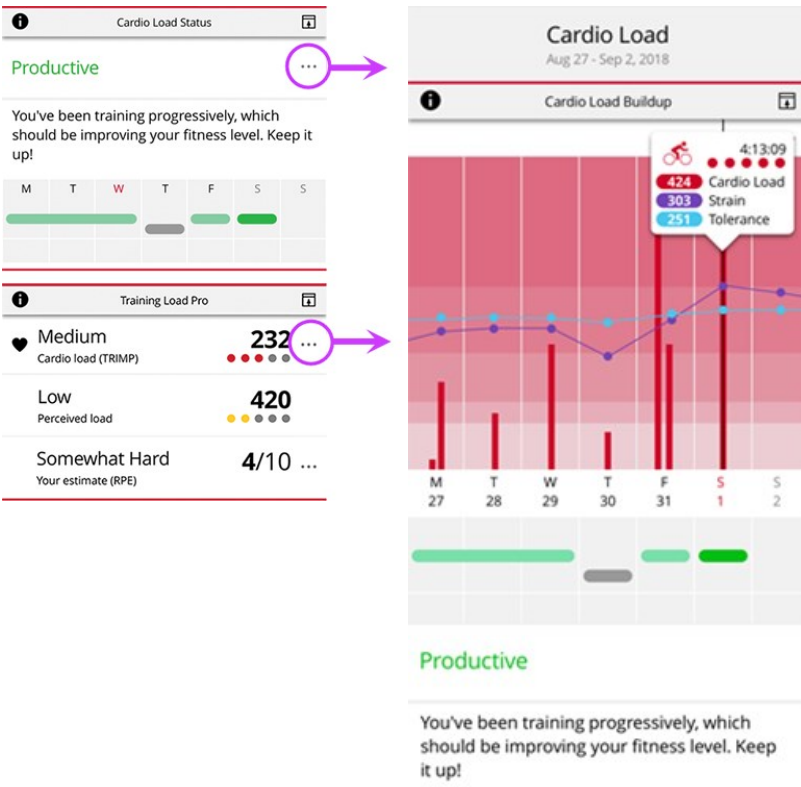 Cardio Load Status
Productive
...
You've been training progressively, which
should be improving your fitness level. Keep it
up!
M T W T F S S
Training Load Pro
Medium 232 ...
Cardio load (TRIMP)
Low 420
Perceived load
Somewhat Hard 4/10 ...
Your estimate (RPE)
Cardio Load
Aug 27 - Sep 2, 2018
Cardio Load Buildup
4:13:09
424 Cardio Load
303 Strain
251 Tolerance
M T W T F S S
27 28 29 30 31 1 2
Productive
You've been training progressively, which
should be improving your fitness level. Keep
it up!